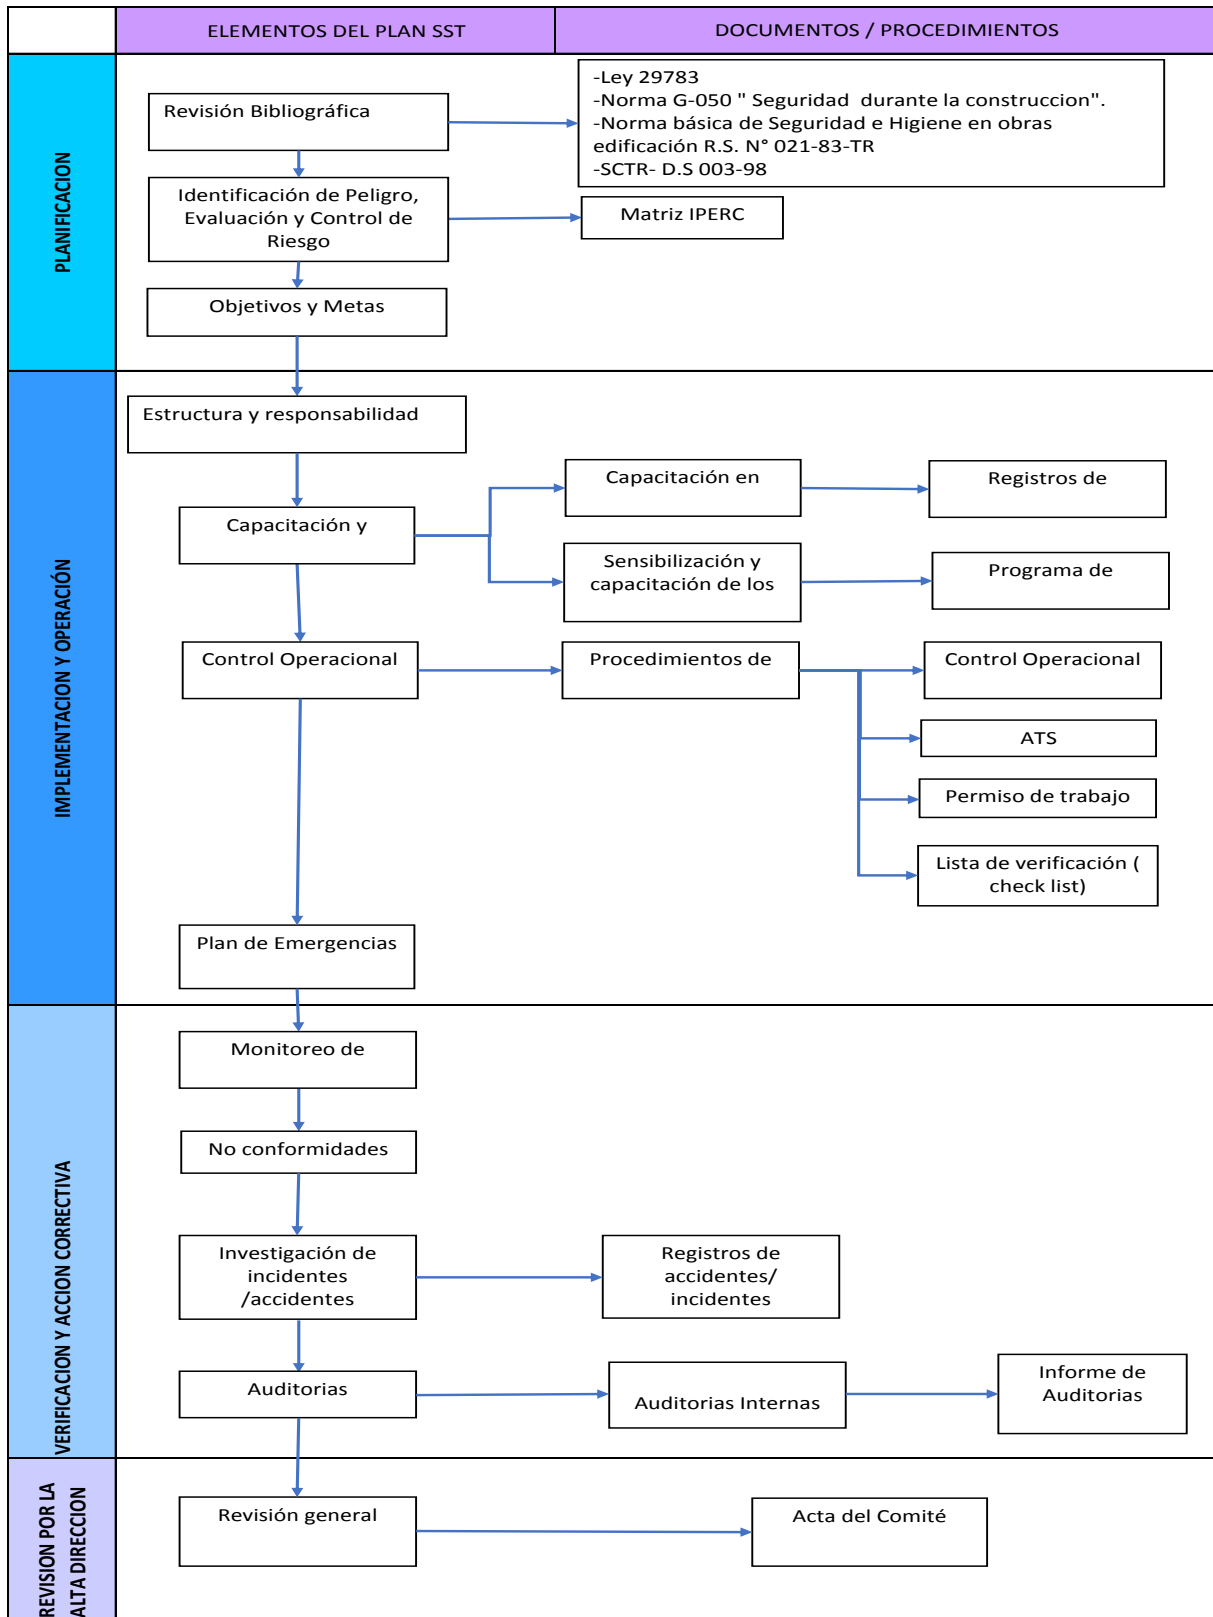 ELEMENTOS DEL PLAN SST
DOCUMENTOS / PROCEDIMIENTOS
PLANIFICACION
Revisión Bibliográfica
-Ley 29783
-Norma G-050 " Seguridad durante la construccion".
-Norma básica de Seguridad e Higiene en obras
edificación R.S. N° 021-83-TR
-SCTR- D.S 003-98
Identificación de Peligro,
Evaluación y Control de
Riesgo
Matriz IPERC
Objetivos y Metas
IMPLEMENTACION Y OPERACIÓN
Estructura y responsabilidad
Capacitación y
Capacitación en
Registros de
Sensibilización y
capacitación de los
Programa de
Control Operacional
Procedimientos de
Control Operacional
ATS
Permiso de trabajo
Lista de verificación (
check list)
Plan de Emergencias
VERIFICACION Y ACCION CORRECTIVA
Monitoreo de
No conformidades
Investigación de
incidentes
/accidentes
Registros de
accidentes/
incidentes
Auditorias
Auditorias Internas
Informe de
Auditorias
REVISION POR LA
ALTA DIRECCION
Revisión general
Acta del Comité